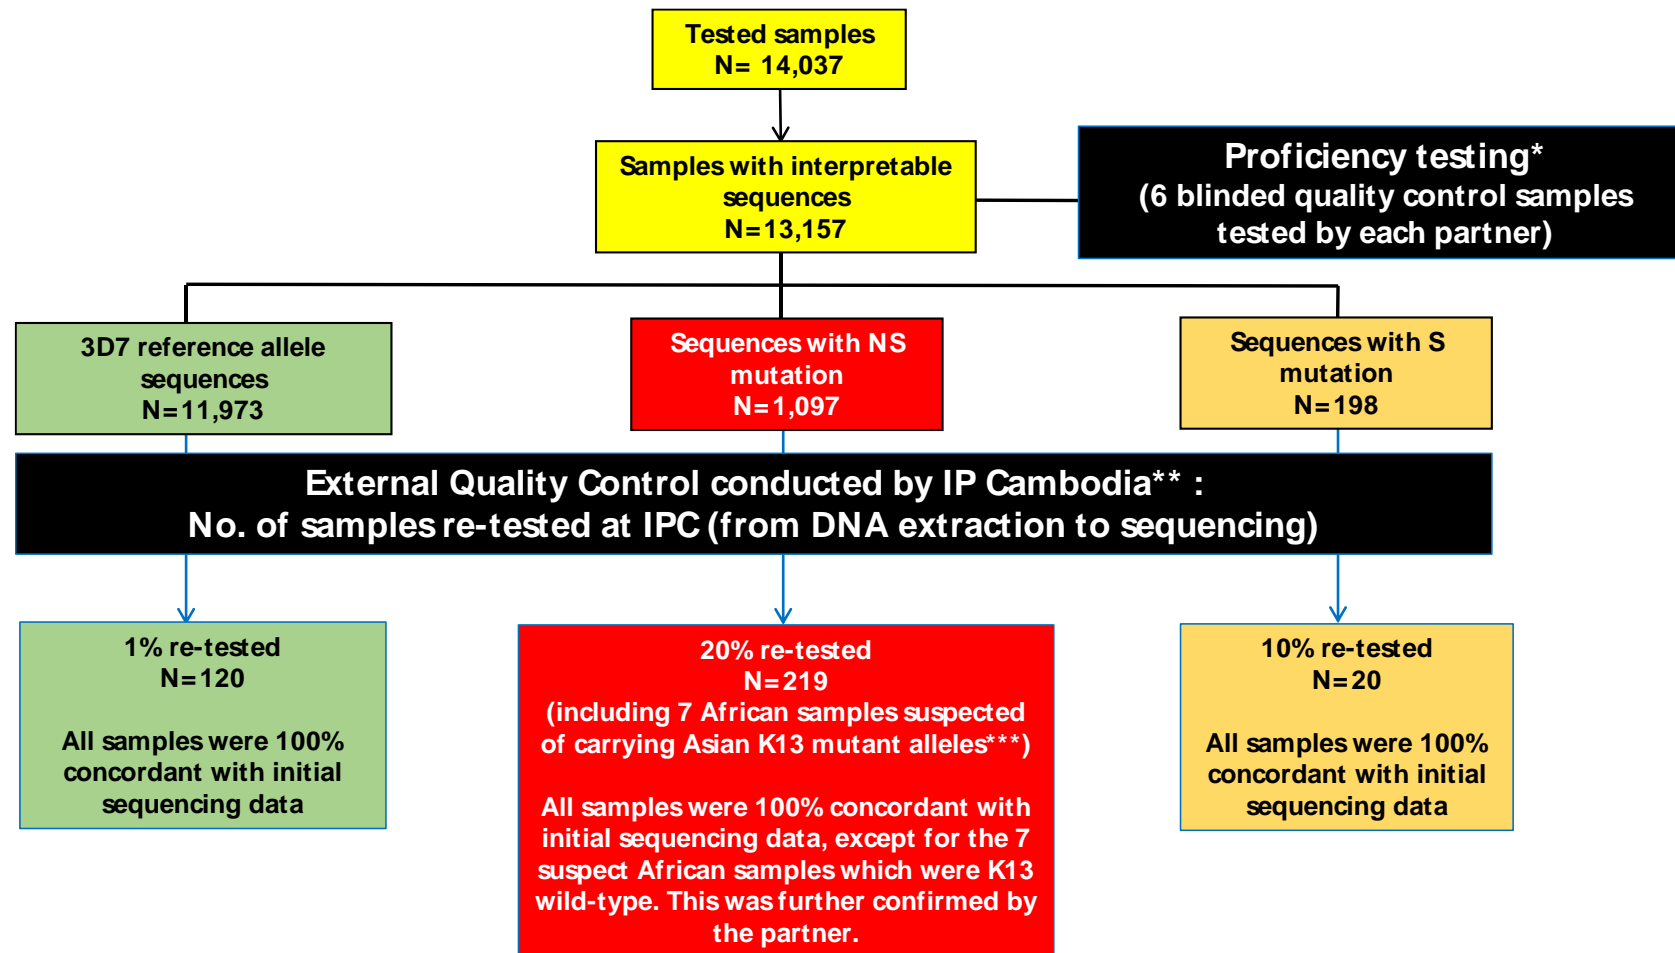 Tested samples
N= 14,037
Samples with interpretable
sequences
N=13,157
Proficiency testing*
(6 blinded quality control samples
tested by each partner)
3D7 reference allele
sequences
N=11,973
Sequences with NS
mutation
N=1,097
Sequences with S
mutation
N=198
External Quality Control conducted by IP Cambodia** :
No. of samples re-tested at IPC (from DNA extraction to sequencing)
1% re-tested
N=120
All samples were 100%
concordant with initial
sequencing data
20% re-tested
N=219
(including 7 African samples suspected
of carrying Asian K13 mutant alleles***)
All samples were 100% concordant with
initial sequencing data, except for the 7
suspect African samples which were K13
wild-type. This was further confirmed by
the partner.
10% re-tested
N=20
All samples were 100%
concordant with initial
sequencing data